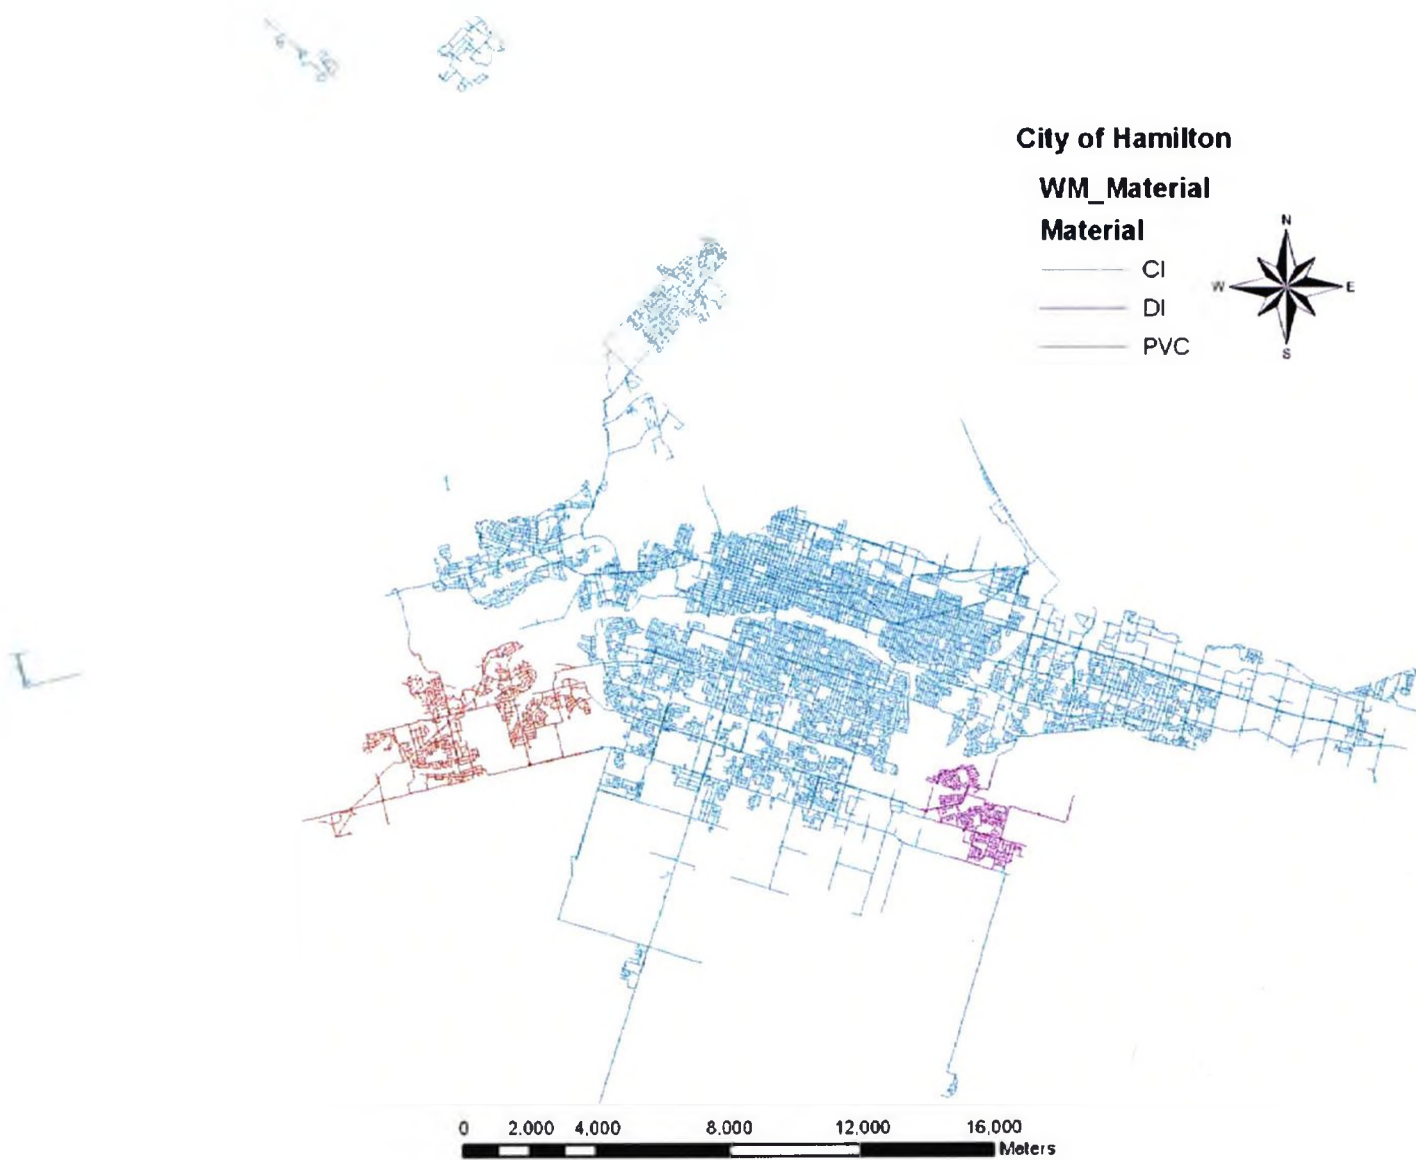 City of Hamilton
WM_Material
Material
CI
DI
PVC
N
W E
S
0 2,000 4,000 8,000 12,000 16,000
Meters